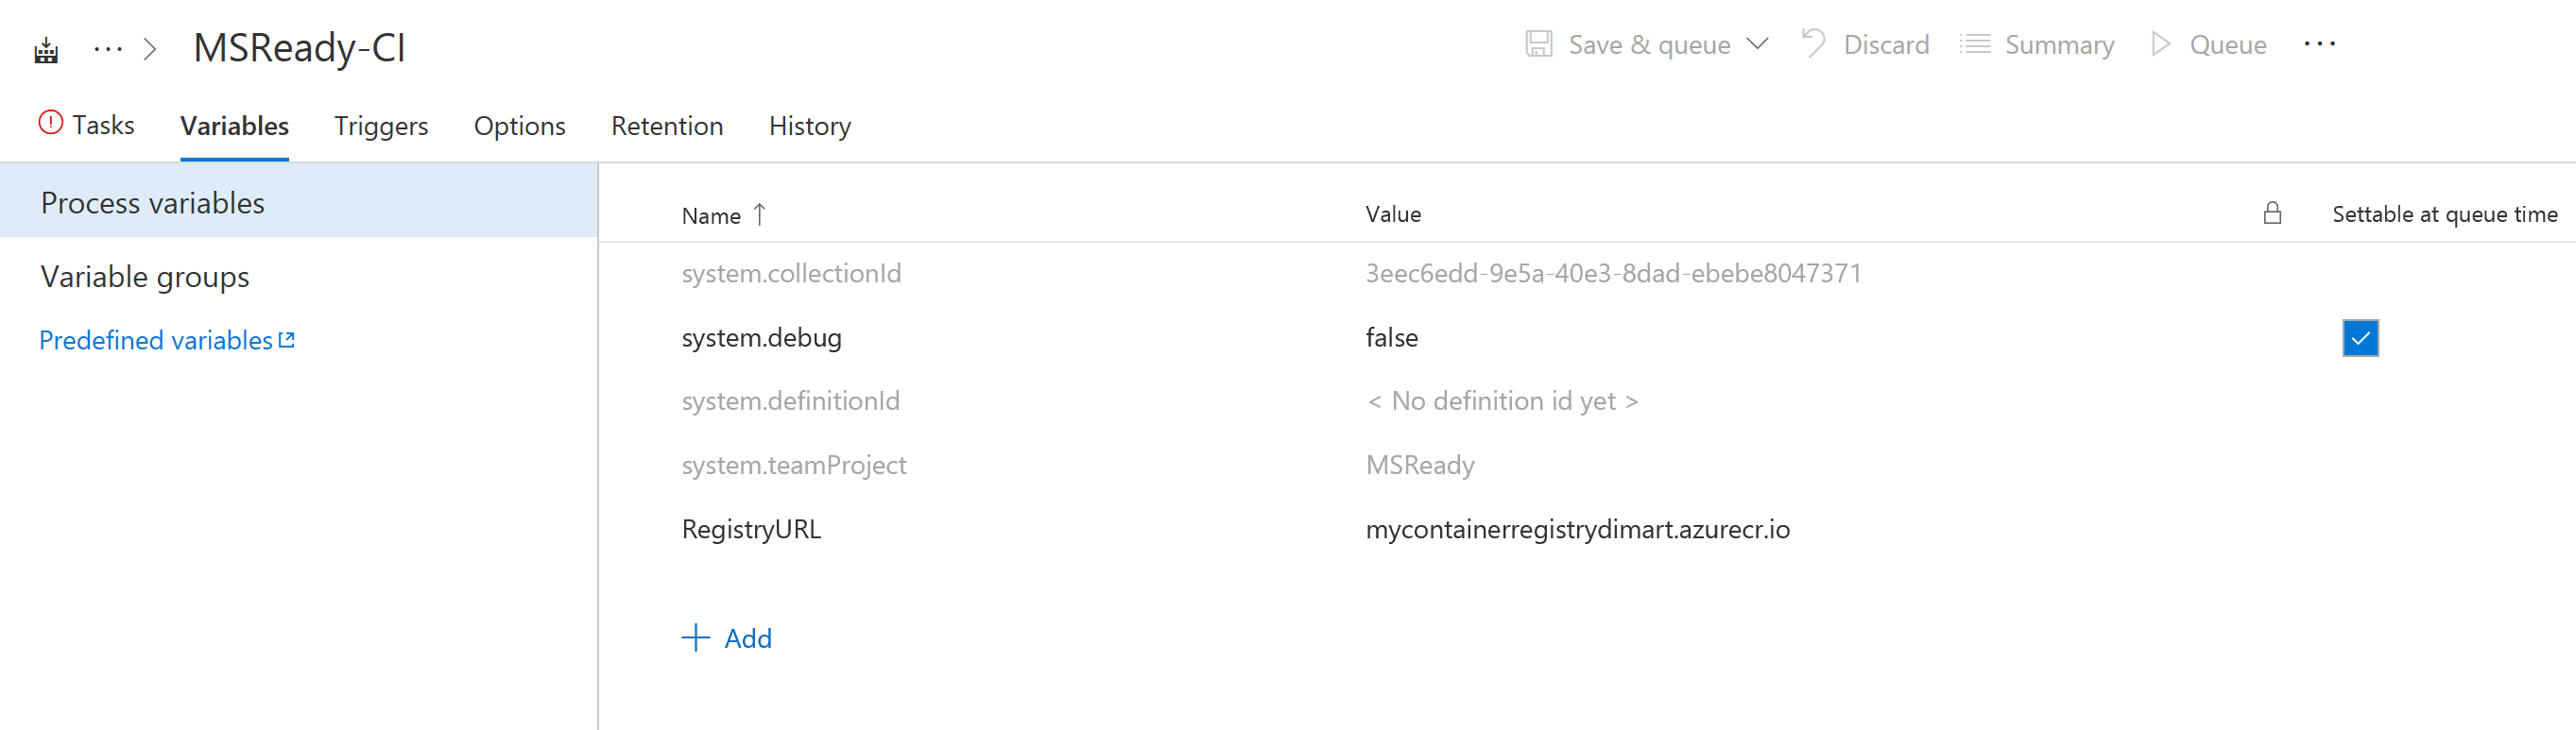 MSReady-CI
Save & queue Discard Summary Queue
Tasks Variables Triggers Options Retention History
Process variables
Variable groups
Predefined variables
Name Value Settable at queue time
system.collectionId 3eec6edd-9e5a-40e3-8dad-ebebe8047371
system.debug false
system.definitionId < No definition id yet >
system.teamProject MSReady
RegistryURL mycontainerregistrydimart.azurecr.io
Add